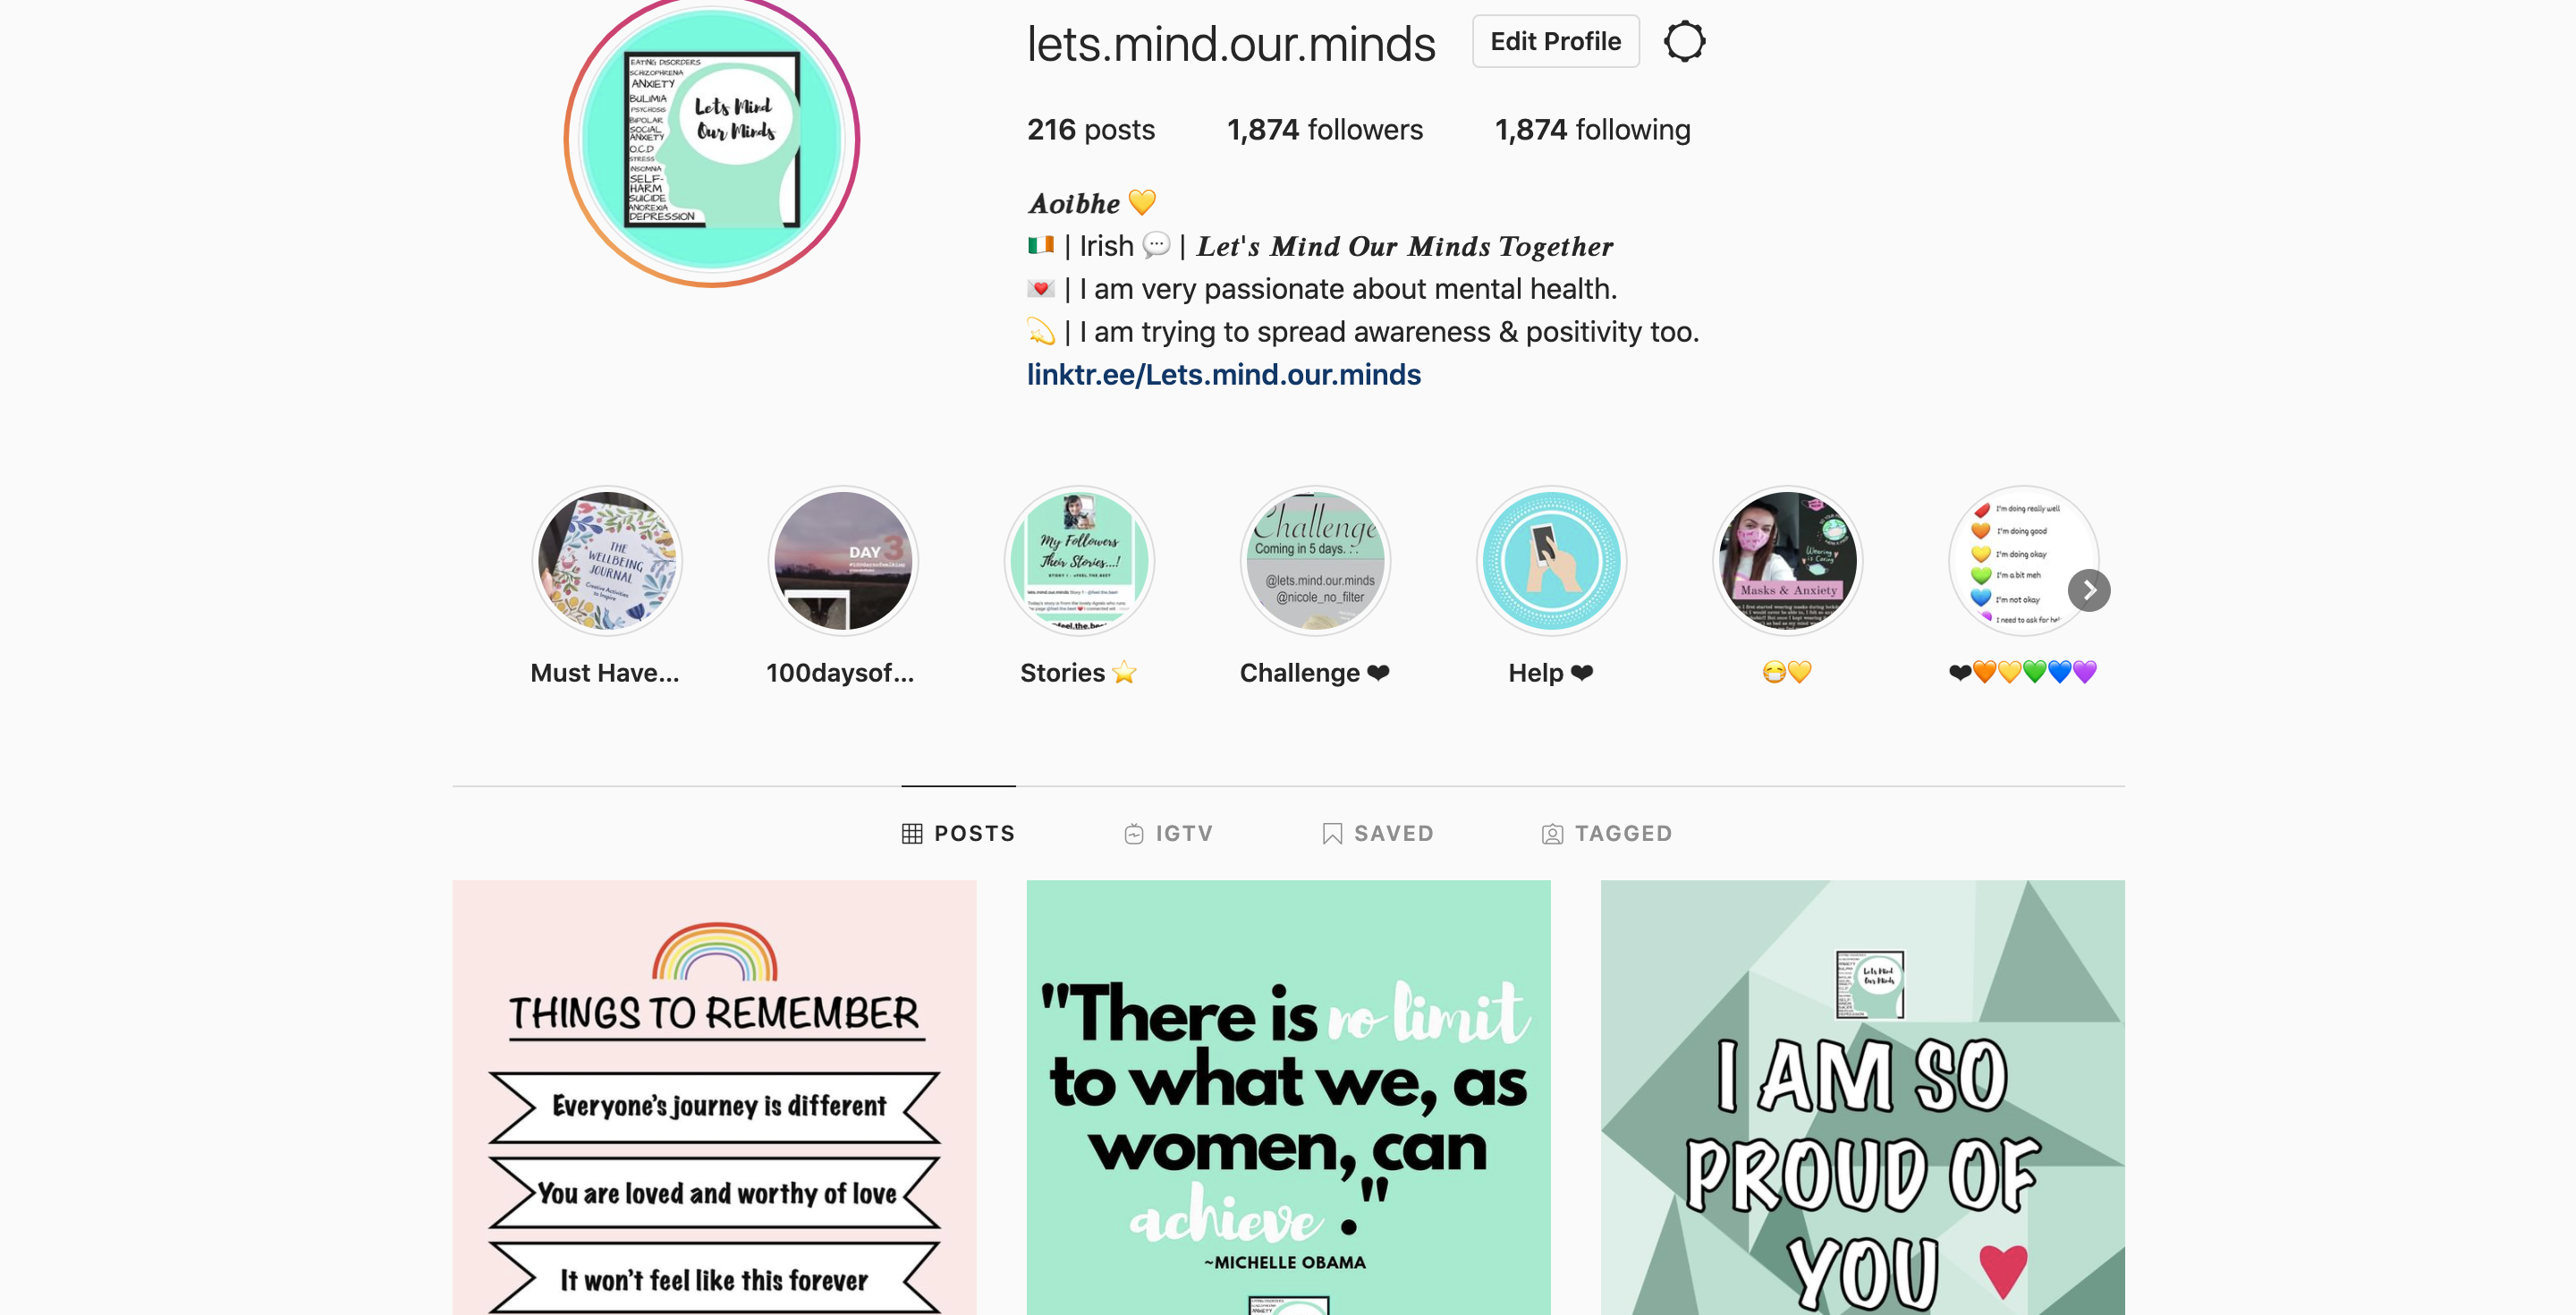 lets.mind.our.minds Edit Profile
216 posts 1,874 followers 1,874 following
Aoibhe 💛
🇮🇪 | Irish 💬 | Let's Mind Our Minds Together
💌 | I am very passionate about mental health.
💫 | I am trying to spread awareness & positivity too.
linktr.ee/Lets.mind.our.minds
EATING DISORDERS
SCHIZOPHRENIA
ANXIETY
BULIMIA
PSYCHOSIS
BIPOLAR
SOCIAL
ANXIETY
O.C.D
STRESS
INSOMNIA
SELF-
HARM
SUICIDE
ANOREXIA
DEPRESSION
Lets Mind
Our Minds
THE
WELLBEING
JOURNAL
Creative Activities
to Inspire
DAY 3
My Followers
Their Stories...!
Challenge
Coming in 5 days. . .
@lets.mind.our.minds
@nicole_no_filter
Wearing
is Caring
Masks & Anxiety
I'm doing really well
I'm doing good
I'm doing okay
I'm a bit meh
I'm not okay
I need to ask for
Must Have...
100daysof...
Stories ⭐
Challenge ❤
Help ❤
😷💛
❤🧡💛💚💙💜
POSTS IGTV SAVED TAGGED
THINGS TO REMEMBER
Everyone's journey is different
You are loved and worthy of love
It won't feel like this forever
"There is no limit
to what we, as
women, can
achieve ."
~MICHELLE OBAMA
Lets Mind
Our Minds
I AM SO
PROUD OF
YOU